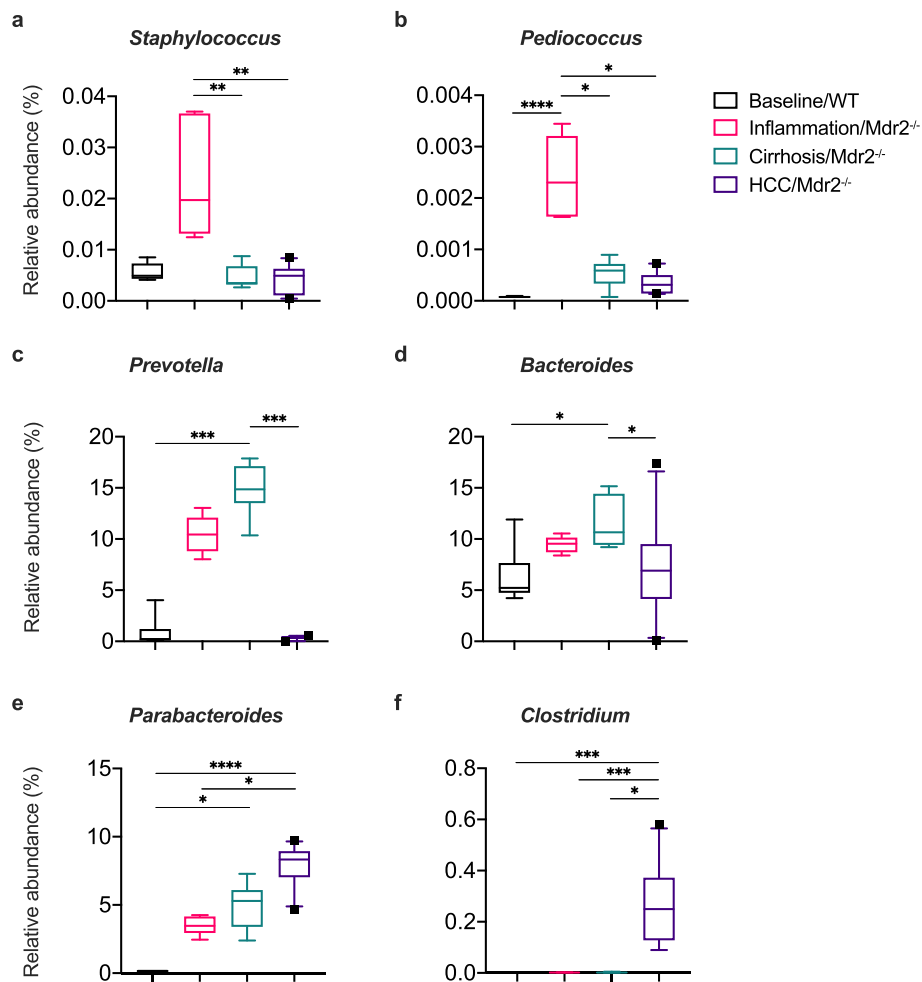 a
Staphylococcus
Relative abundance (%)
0.04
0.03
0.02
0.01
0.00
**
**
b
Pediococcus
0.004
0.003
0.002
0.001
0.000
*
*
****
Baseline/WT
Inflammation/Mdr2-/-
Cirrhosis/Mdr2-/-
HCC/Mdr2-/-
c
Prevotella
Relative abundance (%)
20
15
10
5
0
***
***
d
Bacteroides
20
15
10
5
0
*
*
e
Parabacteroides
Relative abundance (%)
15
10
5
0
****
*
*
f
Clostridium
0.8
0.6
0.4
0.2
0.0
***
***
*